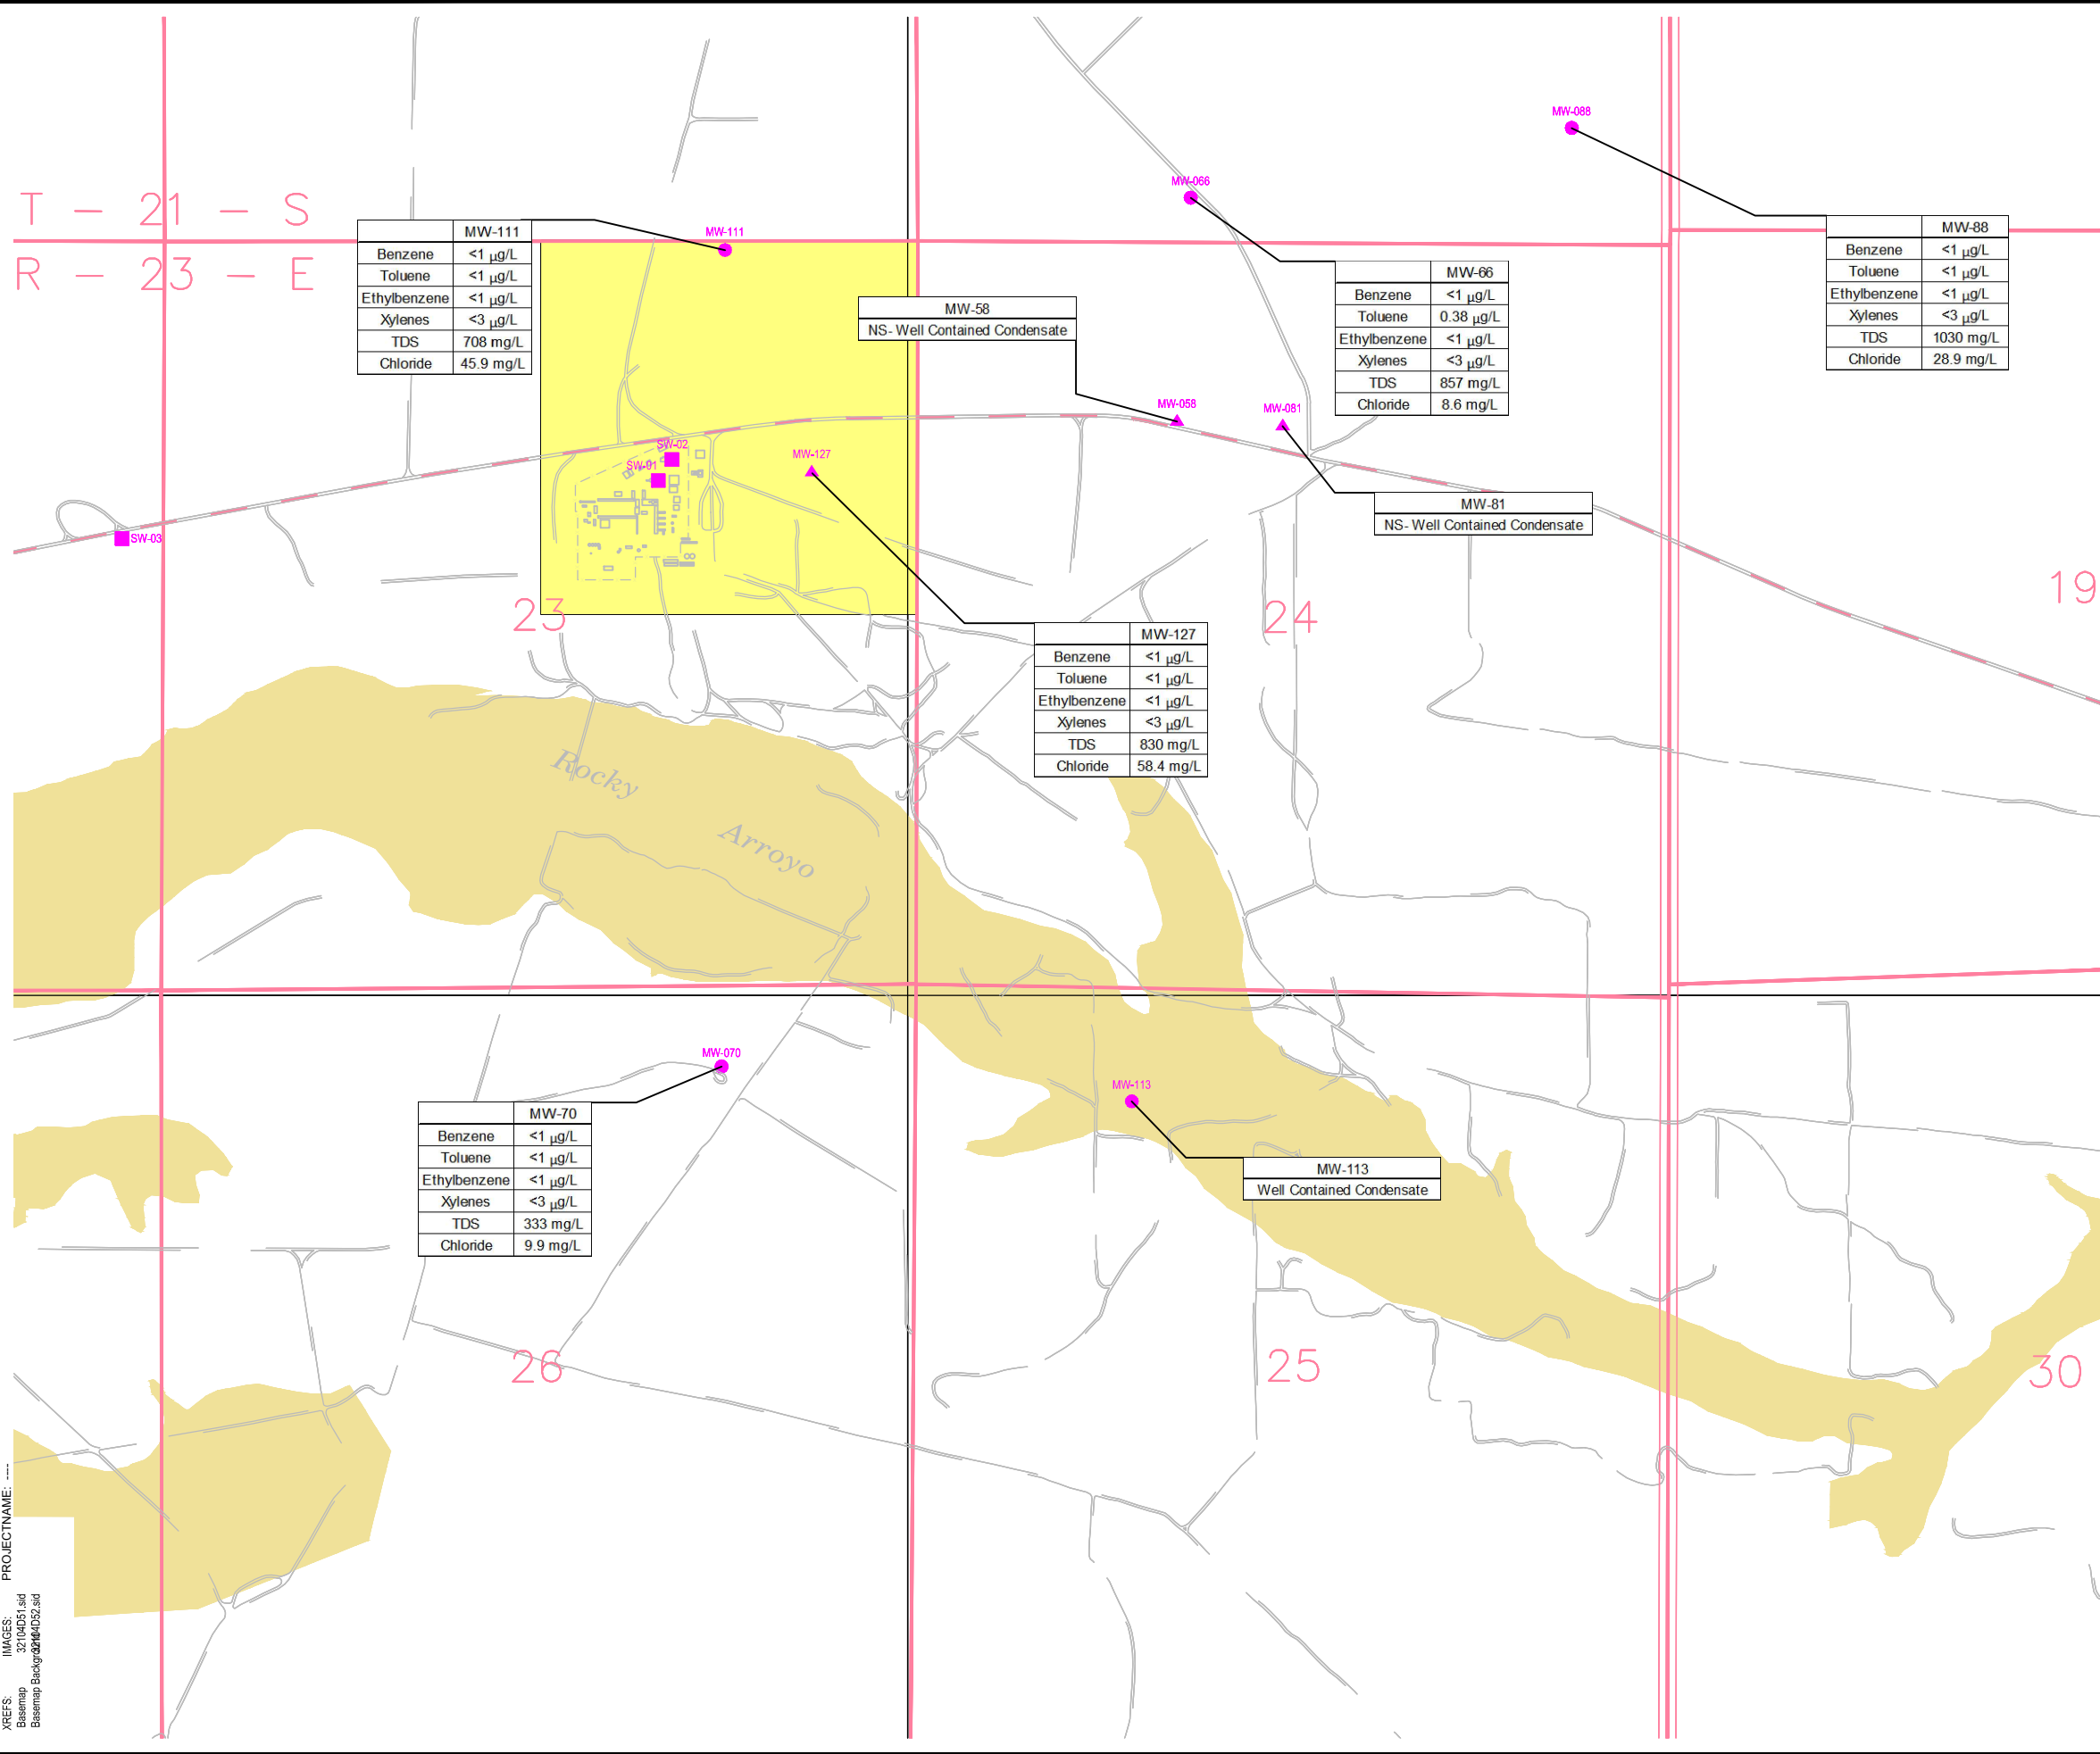 MW-088
MW-066
T - 21 - S
R - 23 - E
MW-111
MW-111
Benzene <1 µg/L
Toluene <1 µg/L
Ethylbenzene <1 µg/L
Xylenes <3 µg/L
TDS 708 mg/L
Chloride 45.9 mg/L
MW-88
Benzene <1 µg/L
Toluene <1 µg/L
Ethylbenzene <1 µg/L
Xylenes <3 µg/L
TDS 1030 mg/L
Chloride 28.9 mg/L
MW-66
Benzene <1 µg/L
Toluene 0.38 µg/L
Ethylbenzene <1 µg/L
Xylenes <3 µg/L
TDS 857 mg/L
Chloride 8.6 mg/L
MW-58
NS- Well Contained Condensate
MW-058
MW-081
SW-02
SW-01
MW-127
MW-81
NS- Well Contained Condensate
SW-03
23
24
19
MW-127
Benzene <1 µg/L
Toluene <1 µg/L
Ethylbenzene <1 µg/L
Xylenes <3 µg/L
TDS 830 mg/L
Chloride 58.4 mg/L
Rocky
Arroyo
MW-070
MW-113
MW-70
Benzene <1 µg/L
Toluene <1 µg/L
Ethylbenzene <1 µg/L
Xylenes <3 µg/L
TDS 333 mg/L
Chloride 9.9 mg/L
MW-113
Well Contained Condensate
26
25
30
XREFS: IMAGES: PROJECTNAME: ----
Basemap 32104D51.sid
Basemap 32104D52.sid